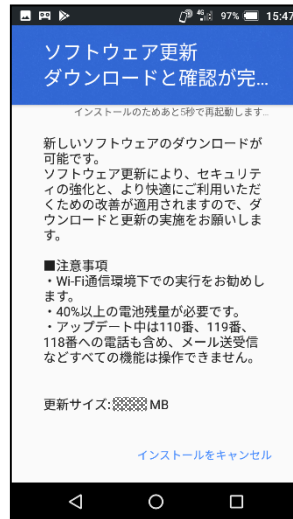 4G 97% 15:47
ソフトウェア更新
ダウンロードと確認が完...
インストールのためあと5秒で再起動します...
新しいソフトウェアのダウンロードが
可能です。
ソフトウェア更新により、セキュリテ
ィの強化と、より快適にご利用いただ
くための改善が適用されますので、ダ
ウンロードと更新の実施をお願いしま
す。
■注意事項
・Wi-Fi通信環境下での実行をお勧めし
ます。
・40%以上の電池残量が必要です。
・アップデート中は110番、119番、
118番への電話も含め、メール送受信
などすべての機能は操作できません。
更新サイズ: MB
インストールをキャンセル